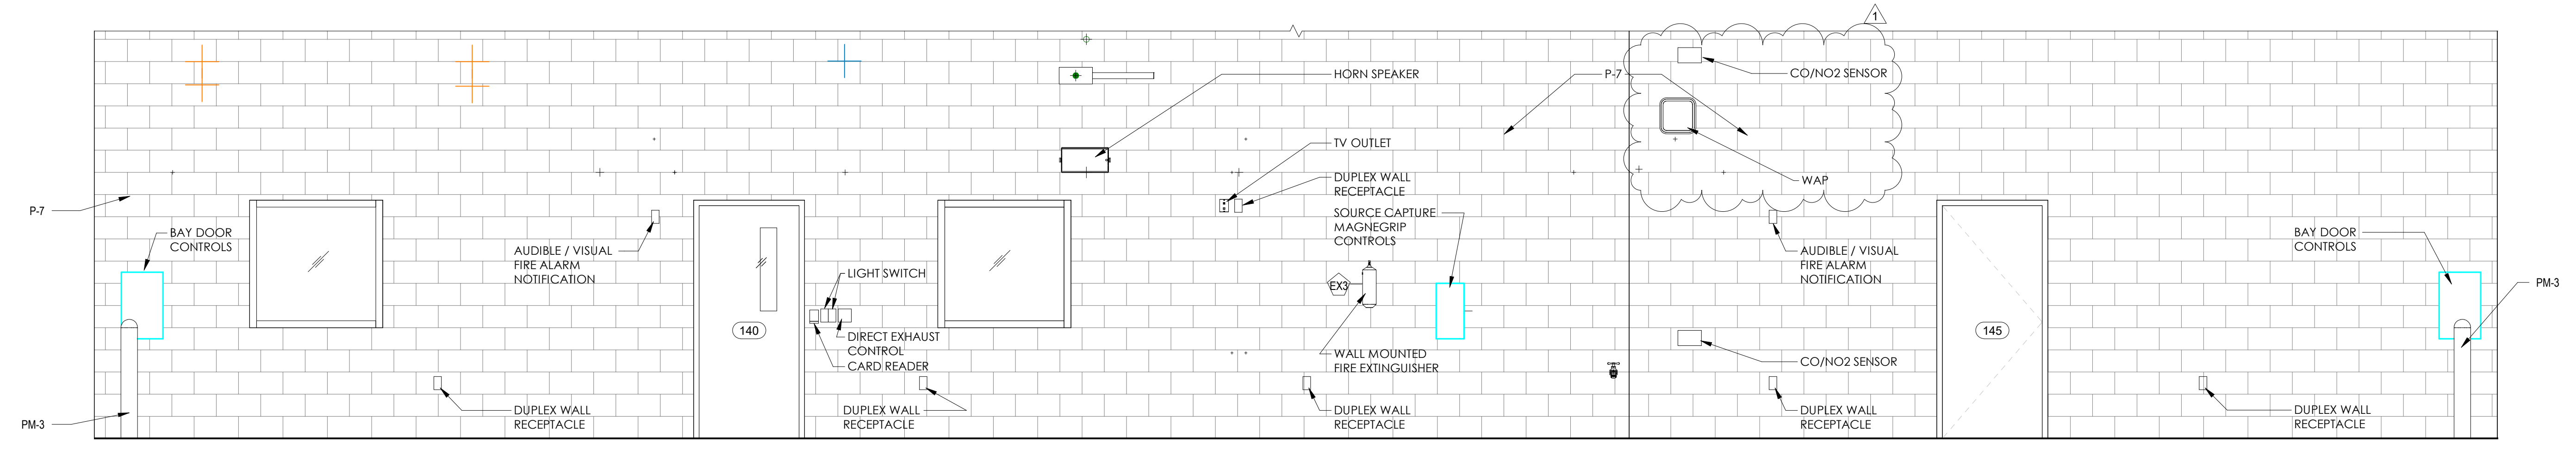 1
HORN SPEAKER
P-7
CO/NO2 SENSOR
TV OUTLET
DUPLEX WALL
RECEPTACLE
WAP
P-7
BAY DOOR
CONTROLS
AUDIBLE / VISUAL
FIRE ALARM
NOTIFICATION
LIGHT SWITCH
SOURCE CAPTURE
MAGNEGRIP
CONTROLS
AUDIBLE / VISUAL
FIRE ALARM
NOTIFICATION
BAY DOOR
CONTROLS
PM-3
EX3
140
145
DIRECT EXHAUST
CONTROL
CARD READER
WALL MOUNTED
FIRE EXTINGUISHER
CO/NO2 SENSOR
PM-3
DUPLEX WALL
RECEPTACLE
DUPLEX WALL
RECEPTACLE
DUPLEX WALL
RECEPTACLE
DUPLEX WALL
RECEPTACLE
DUPLEX WALL
RECEPTACLE